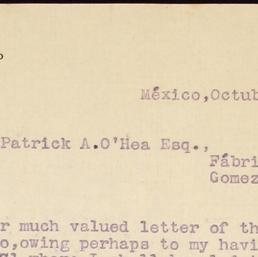 México,Octub
Patrick A.O'Hea Esq.,
Fábri
Gomez
r much valued letter of th
o,owing perhaps to my havi